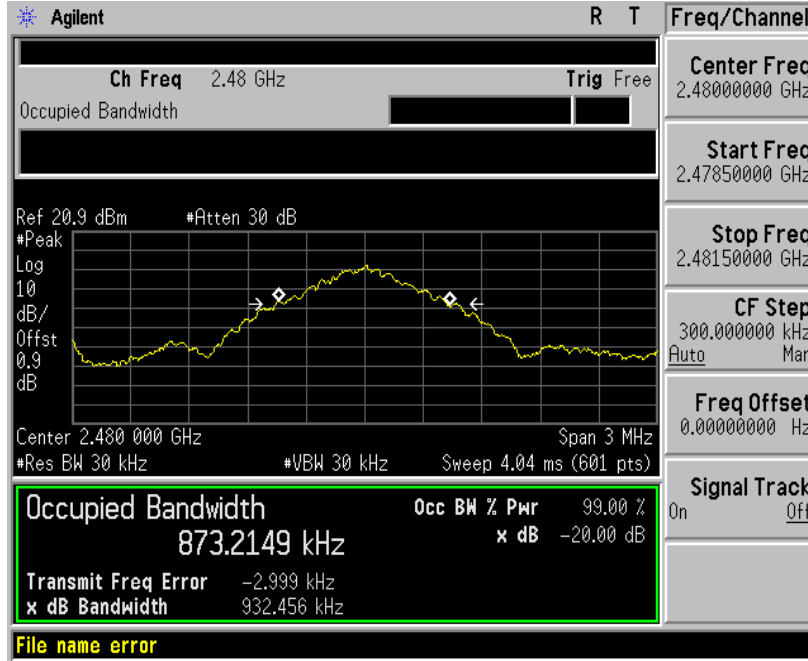 Agilent R T
Freq/Channel
Ch Freq 2.48 GHz Trig Free
Occupied Bandwidth
Center Freq
2.48000000 GHz
Start Freq
2.47850000 GHz
Stop Freq
2.48150000 GHz
CF Step
300.000000 kHz
Auto Man
Freq Offset
0.00000000 Hz
Signal Track
On Off
Ref 20.9 dBm #Atten 30 dB
#Peak
Log
10
dB/
Offst
0.9
dB
Center 2.480 000 GHz Span 3 MHz
#Res BW 30 kHz #VBW 30 kHz Sweep 4.04 ms (601 pts)
Occupied Bandwidth
873.2149 kHz
Occ BW % Pwr 99.00 %
x dB -20.00 dB
Transmit Freq Error -2.999 kHz
x dB Bandwidth 932.456 kHz
File name error